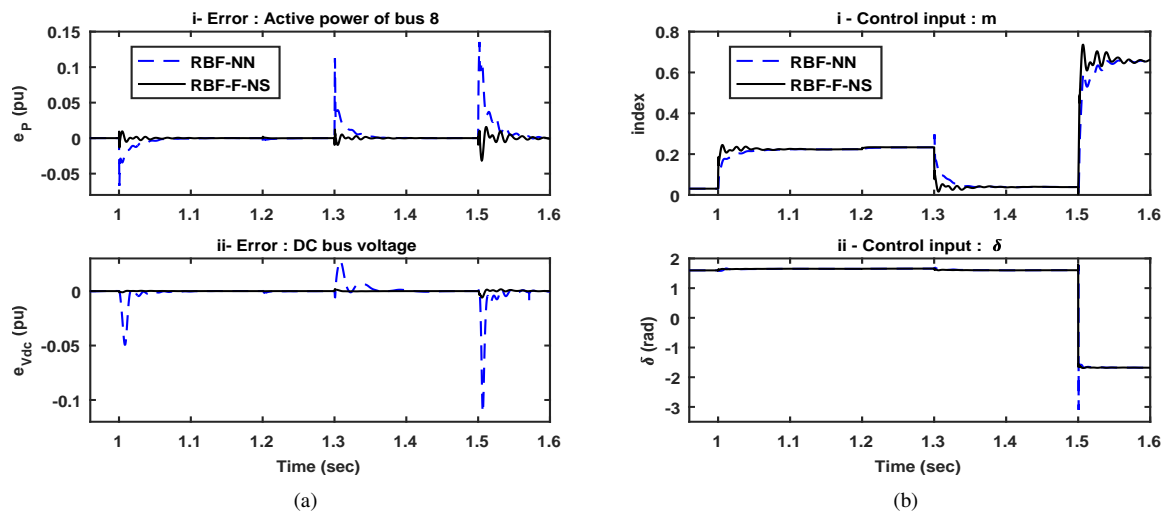 i- Error : Active power of bus 8
0.15
0.1
0.05
0
-0.05
e_P (pu)
RBF-NN
RBF-F-NS
1 1.1 1.2 1.3 1.4 1.5 1.6
ii- Error : DC bus voltage
0
-0.05
-0.1
e_Vdc (pu)
1 1.1 1.2 1.3 1.4 1.5 1.6
Time (sec)
(a)
i - Control input : m
0.8
0.6
0.4
0.2
0
index
RBF-NN
RBF-F-NS
1 1.1 1.2 1.3 1.4 1.5 1.6
ii - Control input : δ
2
1
0
-1
-2
-3
δ (rad)
1 1.1 1.2 1.3 1.4 1.5 1.6
Time (sec)
(b)